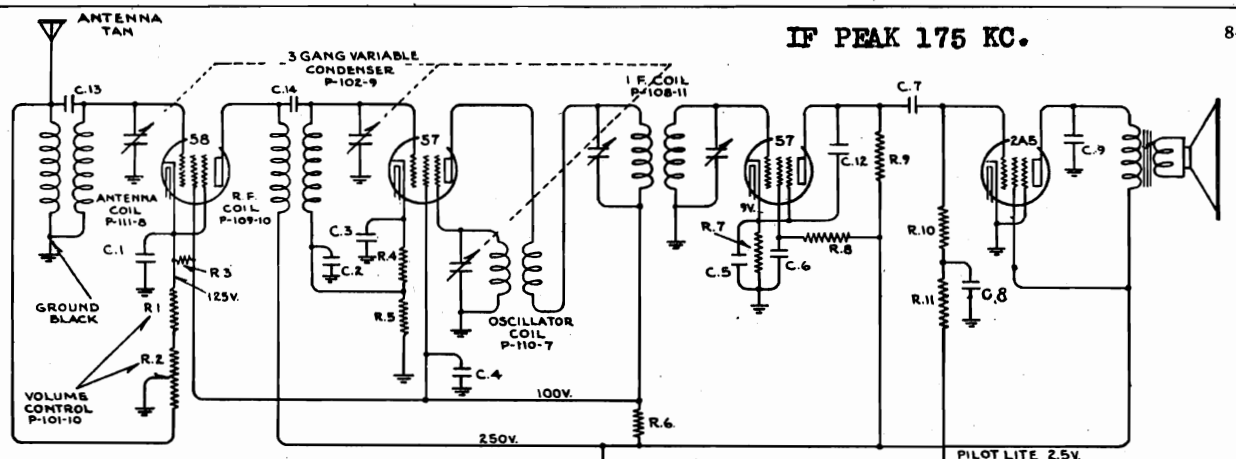 ANTENNA
TAN
IF PEAK 175 KC.
8-
3 GANG VARIABLE
CONDENSER
P-102-9
I.F. COIL
P-108-11
C.13
C.14
C.7
58
57
57
2A5
C.12
R.9
C.9
ANTENNA
COIL
P-111-8
R.F.
COIL
P-109-10
9V.
C.1
C.3
R.4
C.2
R.7
C.5
C.6
R.8
R.10
R.3
125V.
GROUND
BLACK
R1
R.5
OSCILLATOR
COIL
P-110-7
R.11
C.8
R.2
C.4
VOLUME
CONTROL
P-101-10
100V.
R.6.
250V.
PILOT LITE 2.5V.